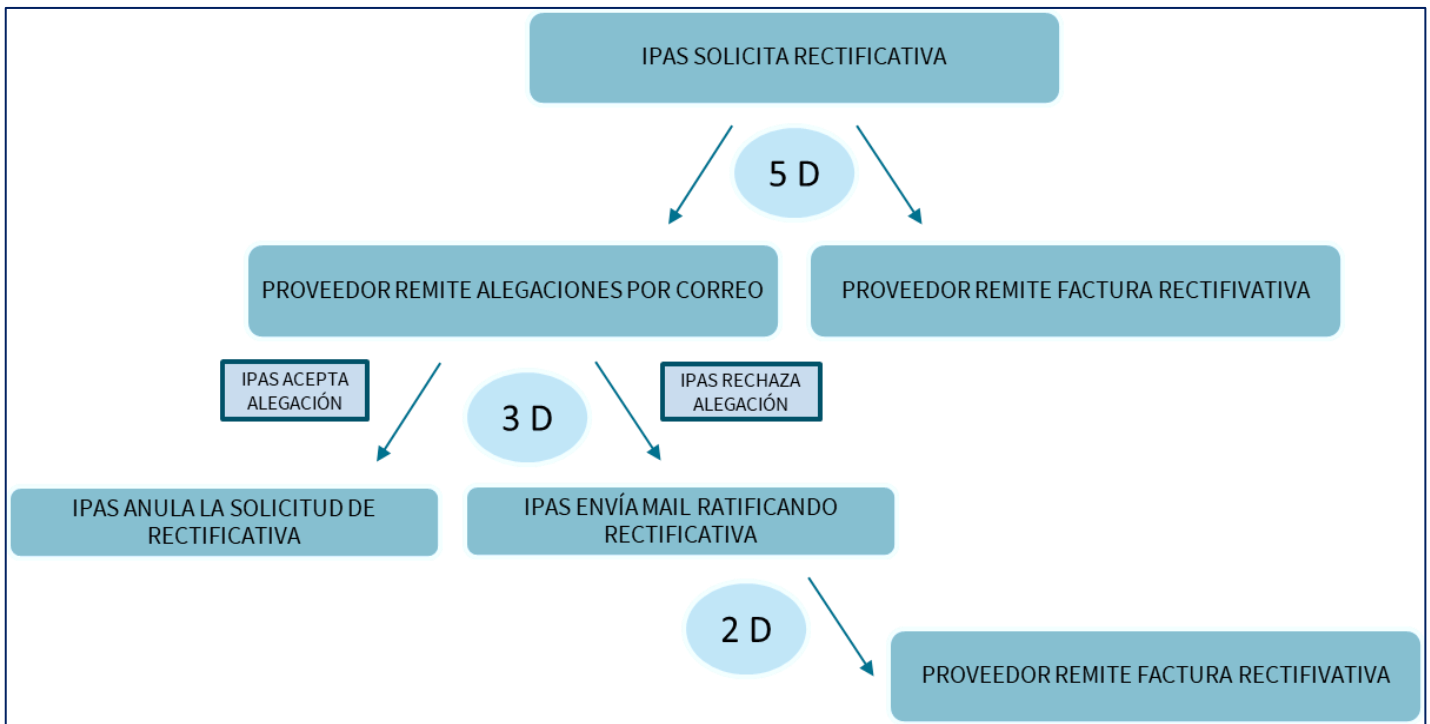 IPAS SOLICITA RECTIFICATIVA
5 D
PROVEEDOR REMITE ALEGACIONES POR CORREO
PROVEEDOR REMITE FACTURA RECTIFIVATIVA
IPAS ACEPTA
ALEGACIÓN
3 D
IPAS RECHAZA
ALEGACIÓN
IPAS ANULA LA SOLICITUD DE
RECTIFICATIVA
IPAS ENVÍA MAIL RATIFICANDO
RECTIFICATIVA
2 D
PROVEEDOR REMITE FACTURA RECTIFIVATIVA